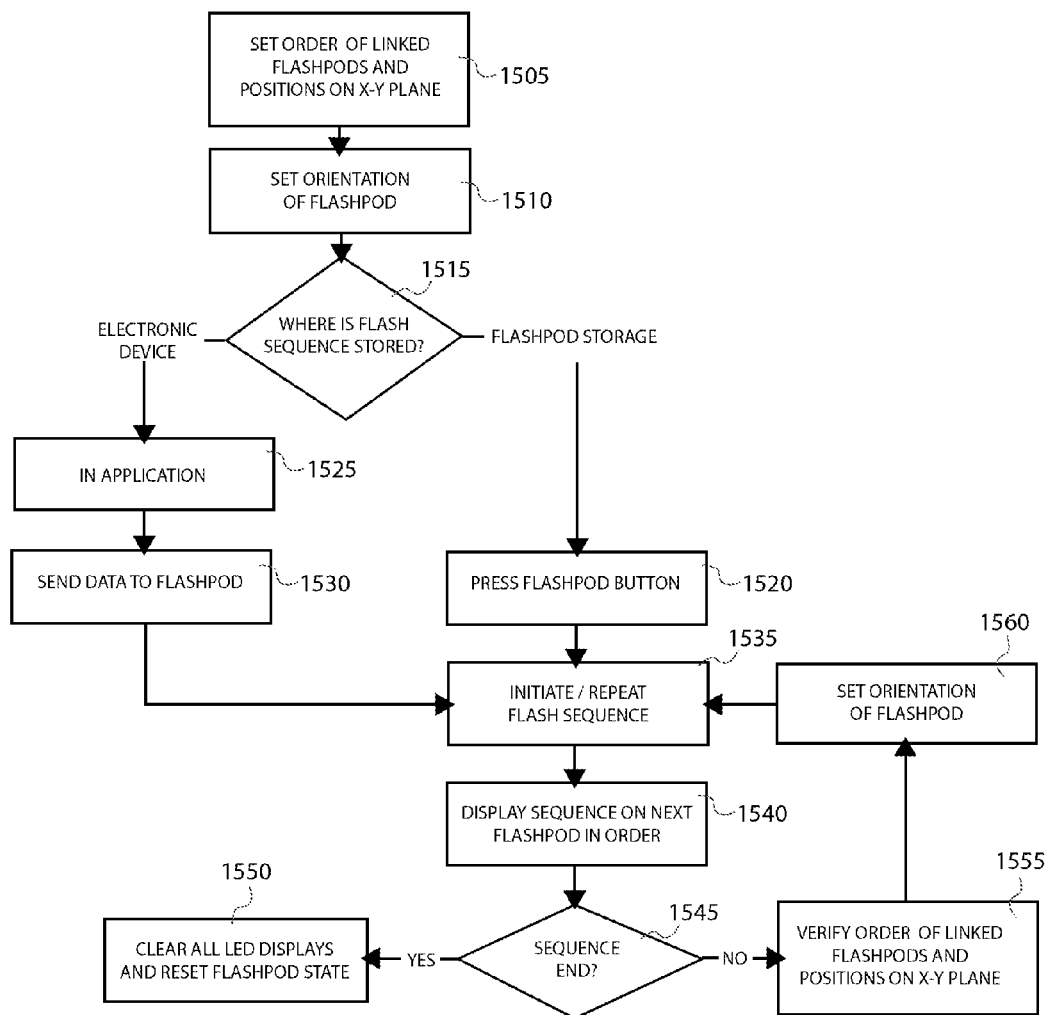 SET ORDER OF LINKED
FLASHPODS AND
POSITIONS ON X-Y PLANE
1505
SET ORIENTATION
OF FLASHPOD
1510
1515
WHERE IS FLASH
SEQUENCE STORED?
ELECTRONIC
DEVICE
FLASHPOD STORAGE
IN APPLICATION
1525
SEND DATA TO FLASHPOD
1530
PRESS FLASHPOD BUTTON
1520
1535
INITIATE / REPEAT
FLASH SEQUENCE
1560
SET ORIENTATION
OF FLASHPOD
DISPLAY SEQUENCE ON NEXT
FLASHPOD IN ORDER
1540
1545
SEQUENCE
END?
YES
NO
1550
CLEAR ALL LED DISPLAYS
AND RESET FLASHPOD STATE
1555
VERIFY ORDER OF LINKED
FLASHPODS AND
POSITIONS ON X-Y PLANE